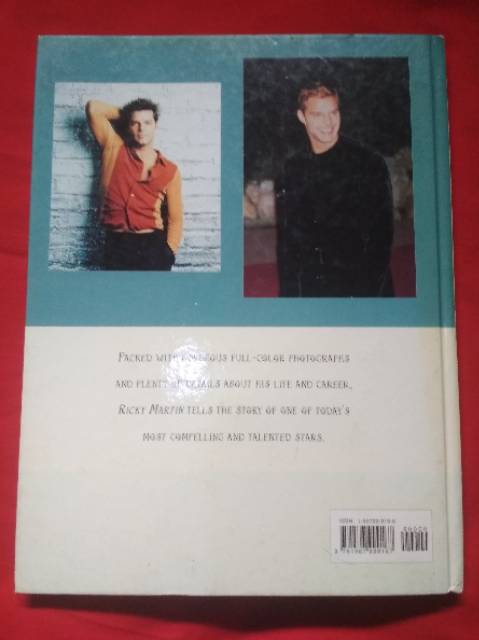 Packed with gorgeous full-color photographs
and plenty of details about his life and career,
Ricky Martin tells the story of one of today's
most compelling and talented stars.
ISBN